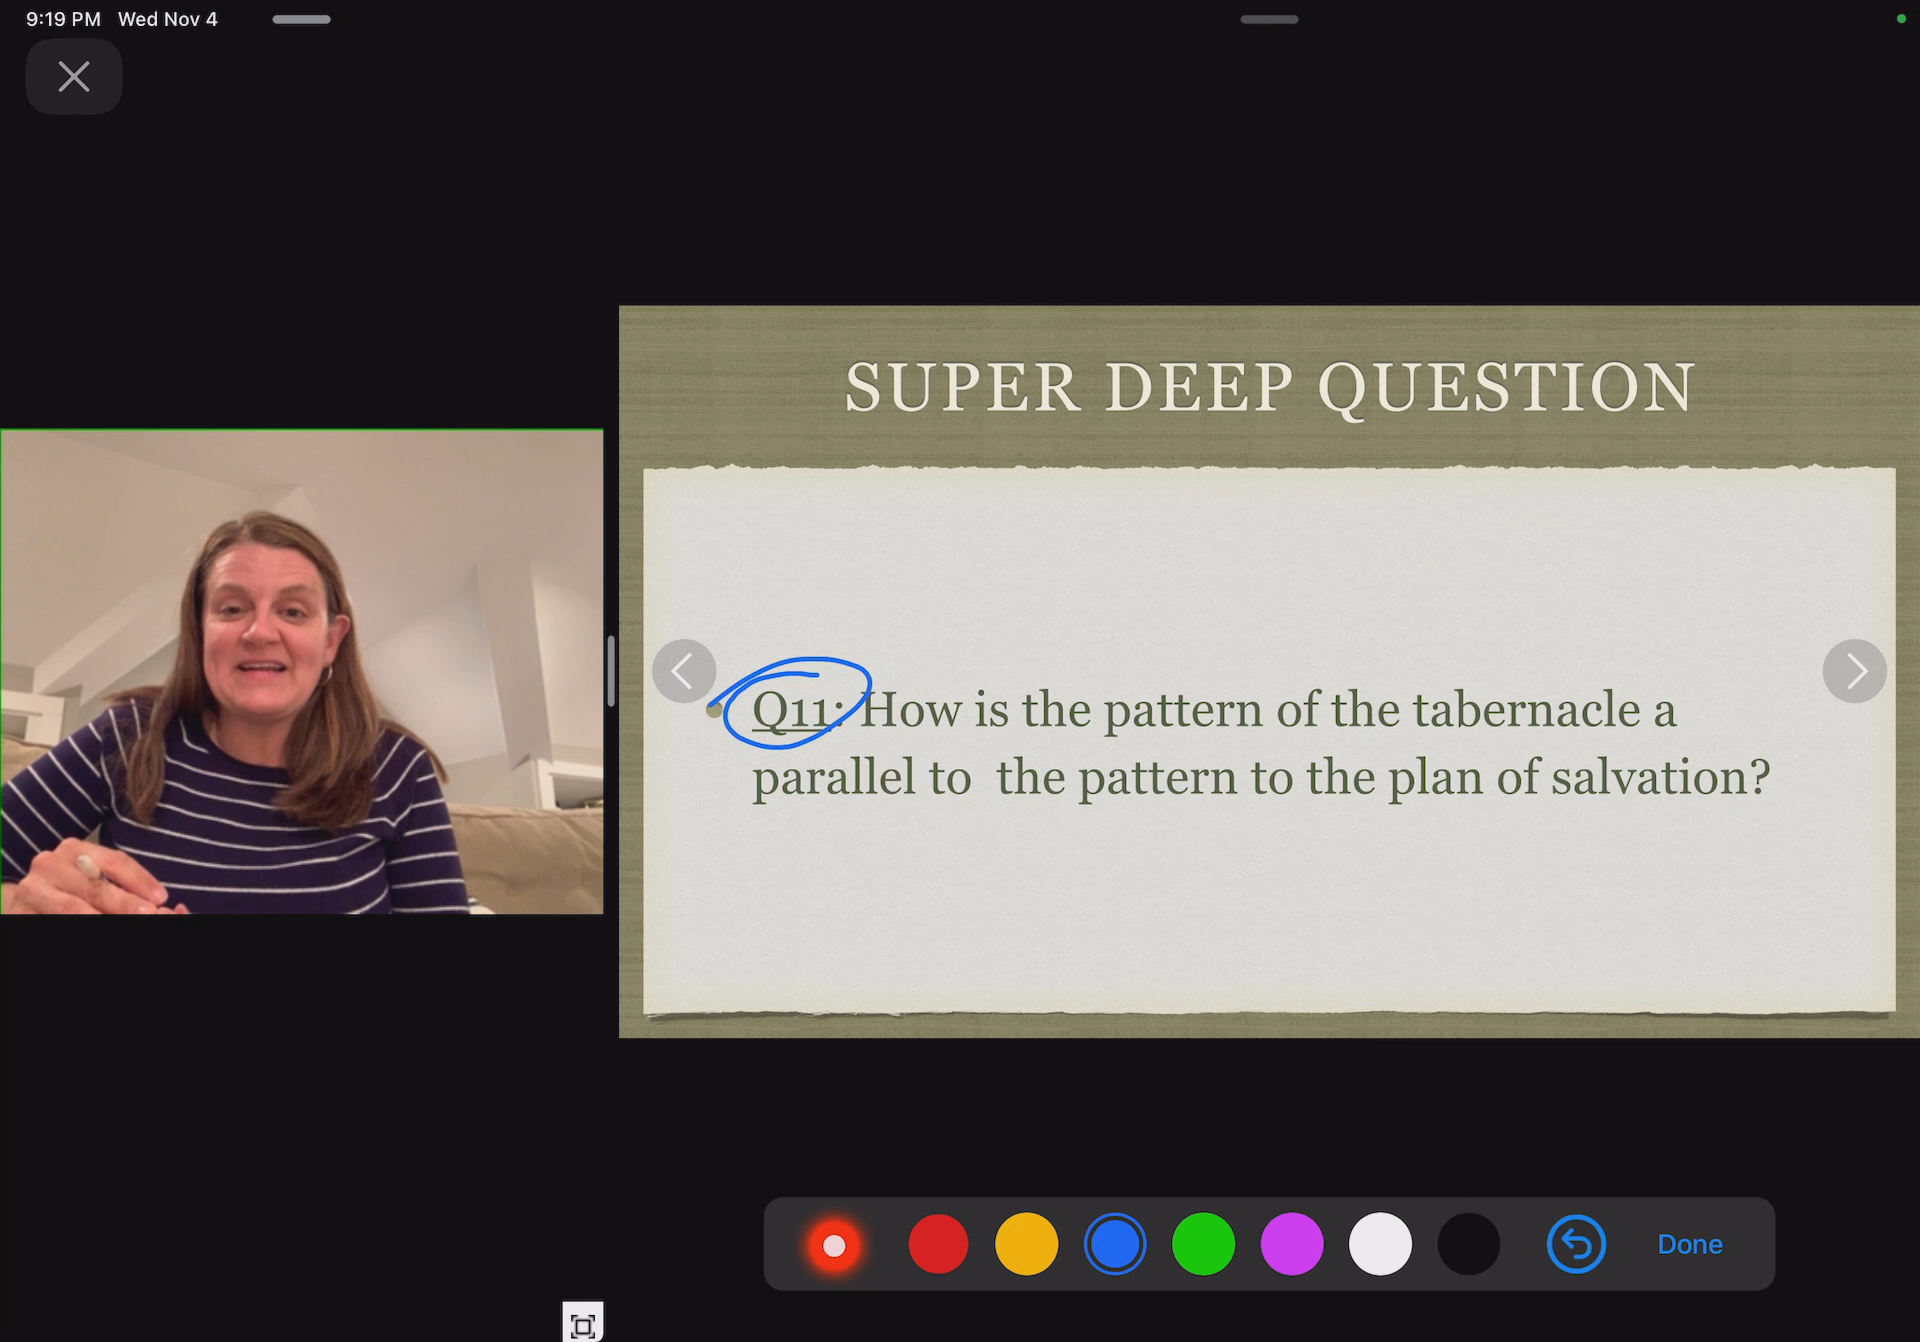 9:19 PM Wed Nov 4
SUPER DEEP QUESTION
Q11: How is the pattern of the tabernacle a
parallel to  the pattern to the plan of salvation?
Done